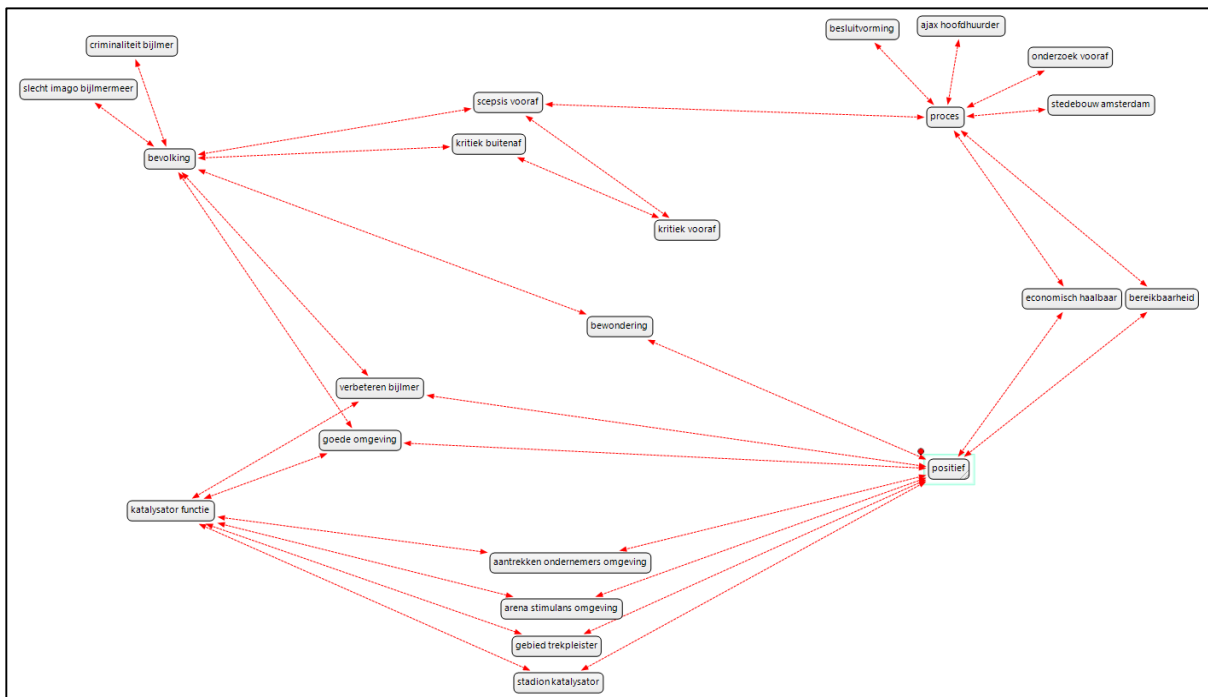 besluitvorming
ajax hoofdhuurder
criminaliteit bijlmer
onderzoek vooraf
slecht imago bijlmermeer
scepsis vooraf
stedebouw amsterdam
proces
kritiek buitenaf
bevolking
kritiek vooraf
economisch haalbaar
bereikbaarheid
bewondering
verbeteren bijlmer
goede omgeving
positief
katalysator functie
aantrekken ondernemers omgeving
arena stimulans omgeving
gebied trekpleister
stadion katalysator